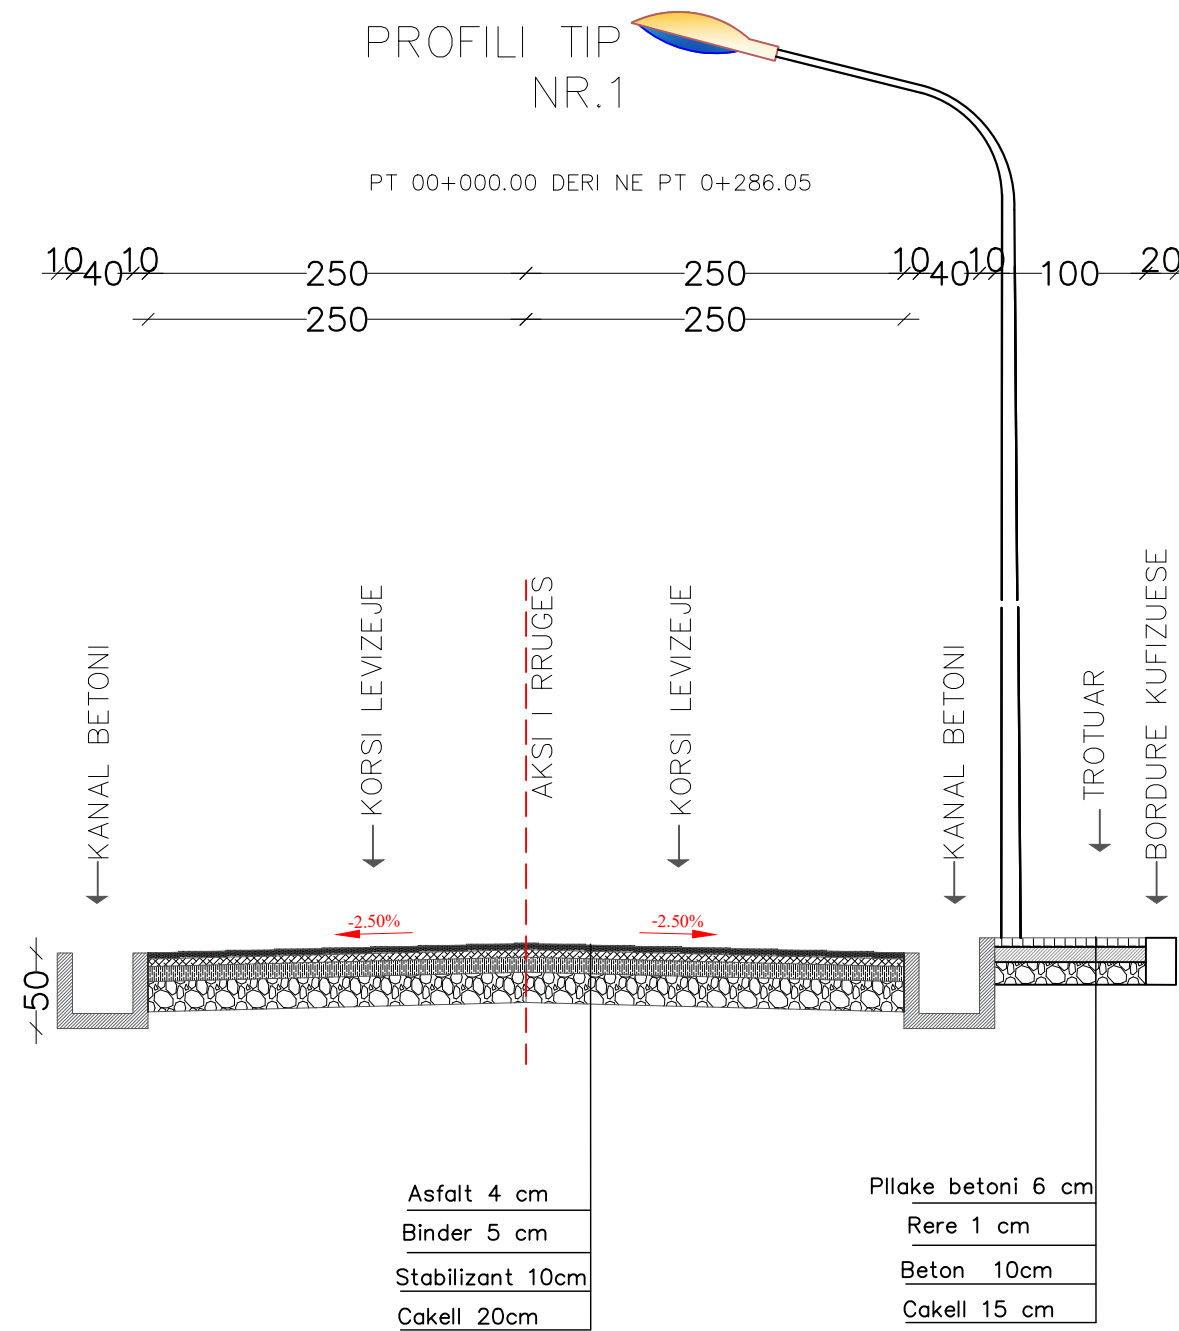 PROFILI TIP
NR.1
PT 00+000.00 DERI NE PT 0+286.05
10 40 10 250 250 10 40 10 100 20
250 250
KANAL BETONI
KORSI LEVIZEJE
AKSI I RRUGES
KORSI LEVIZEJE
KANAL BETONI
TROTUAR
BORDURE KUFIZUESE
-2.50% -2.50%
50
Asfalt 4 cm
Binder 5 cm
Stabilizant 10cm
Cakell 20cm
Pllake betoni 6 cm
Rere 1 cm
Beton 10cm
Cakell 15 cm